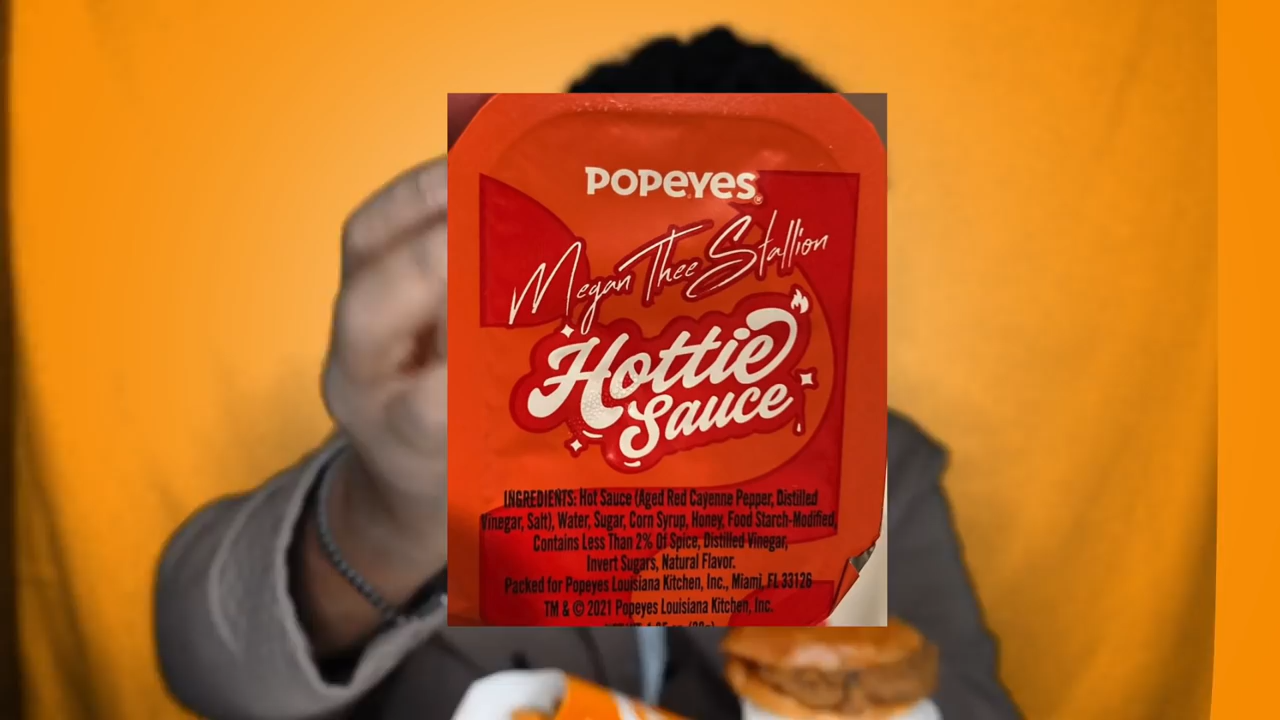 POPEYES®
Megan Thee Stallion
Hottie
Sauce
INGREDIENTS: Hot Sauce (Aged Red Cayenne Pepper, Distilled
Vinegar, Salt), Water, Sugar, Corn Syrup, Honey, Food Starch-Modified,
Contains Less Than 2% Of Spice, Distilled Vinegar,
Invert Sugars, Natural Flavor.
Packed for Popeyes Louisiana Kitchen, Inc., Miami, FL 33126
TM & © 2021 Popeyes Louisiana Kitchen, Inc.